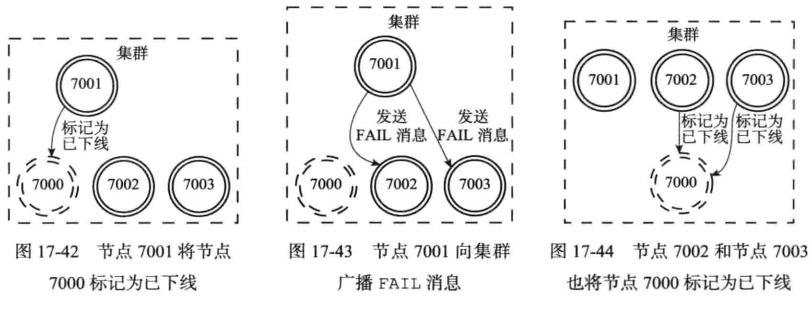 集群
7001
标记为
已下线
7000
7002
7003
图 17-42 节点 7001 将节点
7000 标记为已下线
集群
7001
发送
FAIL 消息
发送
FAIL 消息
7000
7002
7003
图 17-43 节点 7001 向集群
广播 FAIL 消息
集群
7001
7002
7003
标记为
已下线
标记为
已下线
7000
图 17-44 节点 7002 和节点 7003
也将节点 7000 标记为已下线